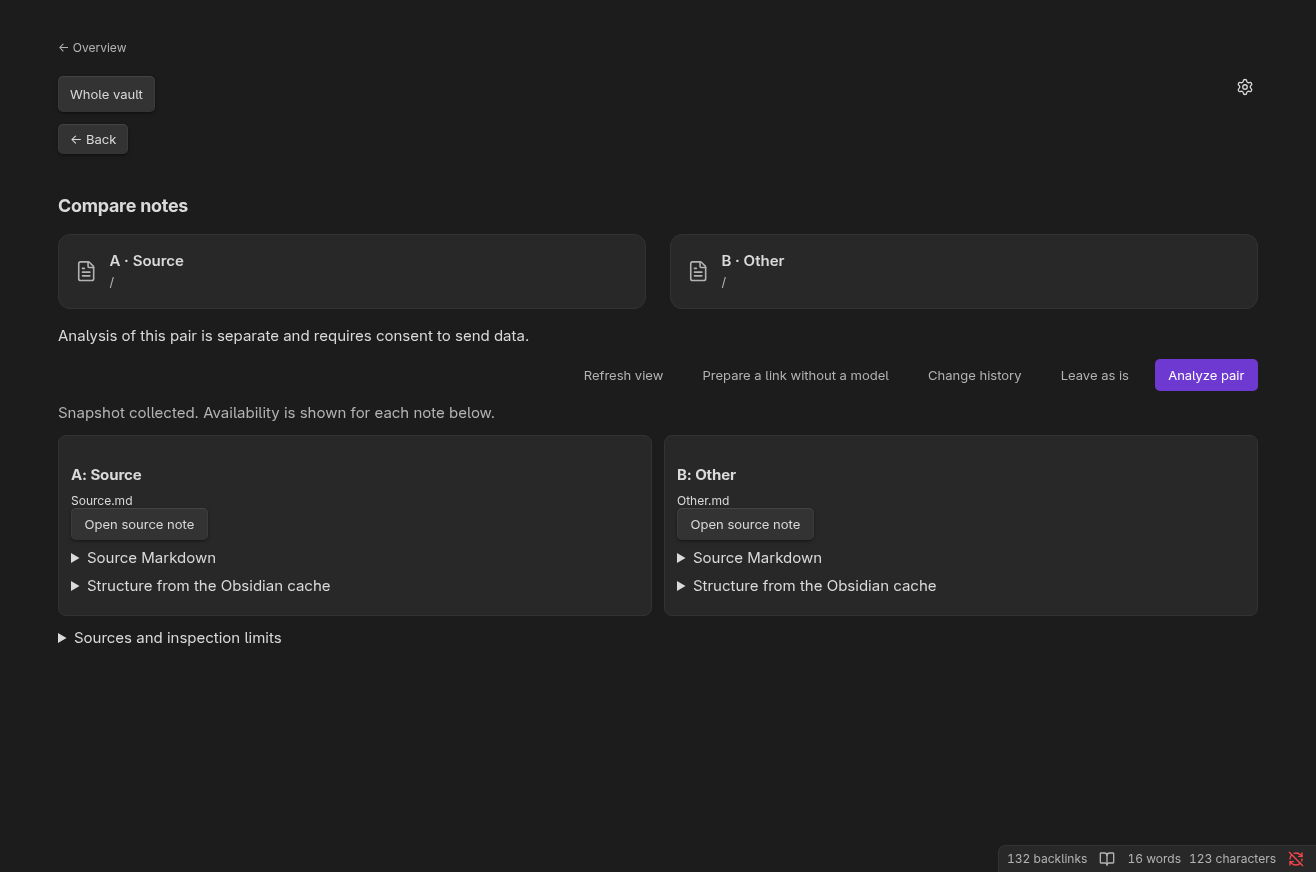 ← Overview
Whole vault
← Back
Compare notes
A · Source
/
B · Other
/
Analysis of this pair is separate and requires consent to send data.
Refresh view Prepare a link without a model Change history Leave as is Analyze pair
Snapshot collected. Availability is shown for each note below.
A: Source
Source.md
Open source note
Source Markdown
Structure from the Obsidian cache
B: Other
Other.md
Open source note
Source Markdown
Structure from the Obsidian cache
Sources and inspection limits
132 backlinks 16 words 123 characters